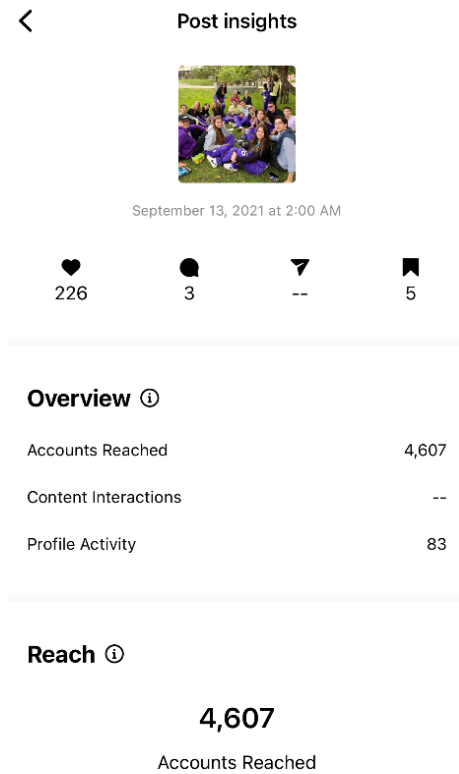 Post insights
September 13, 2021 at 2:00 AM
226 3 -- 5
Overview
Accounts Reached 4,607
Content Interactions --
Profile Activity 83
Reach
4,607
Accounts Reached